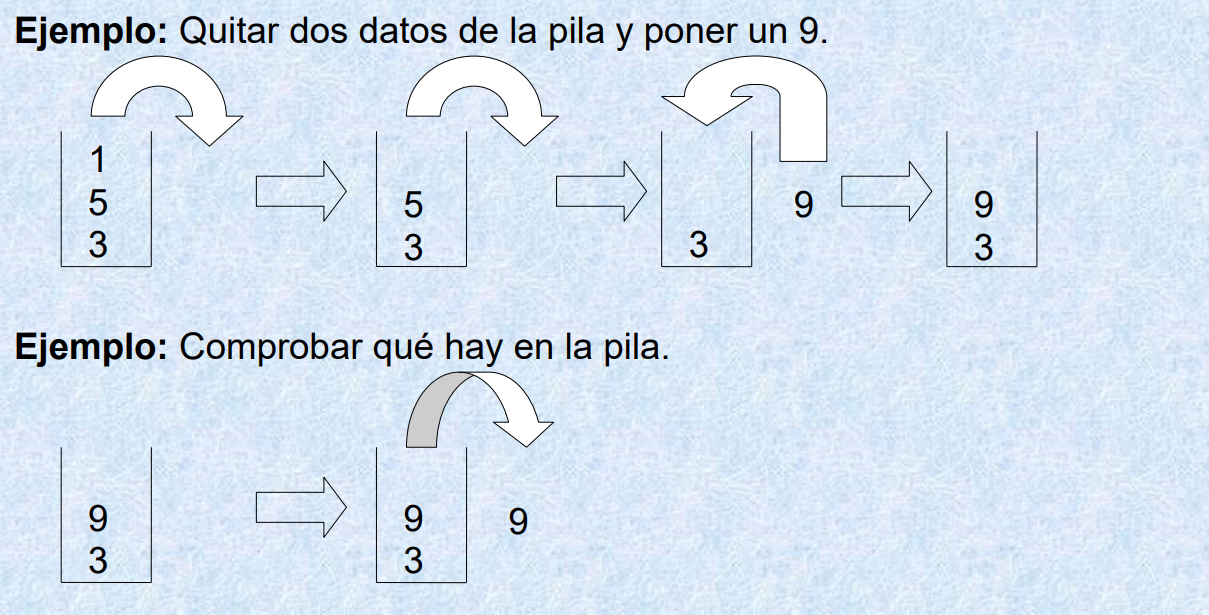 Ejemplo: Quitar dos datos de la pila y poner un 9.
1
5 5 9 9
3 3 3 3
Ejemplo: Comprobar qué hay en la pila.
9 9 9
3 3